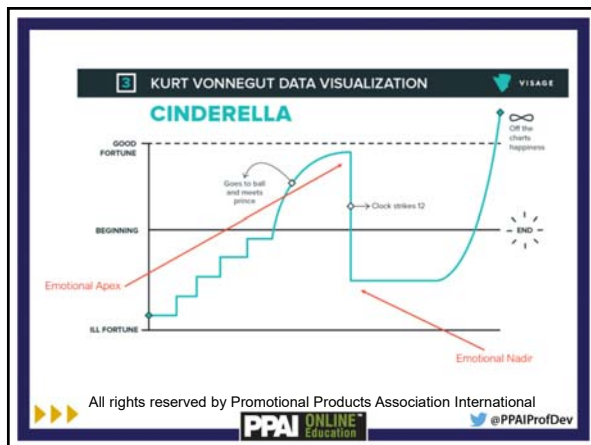 3 KURT VONNEGUT DATA VISUALIZATION
VISAGE
CINDERELLA
GOOD
FORTUNE
Off the
charts
happiness
Goes to ball
and meets
prince
Clock strikes 12
BEGINNING
END
Emotional Apex
ILL FORTUNE
Emotional Nadir
All rights reserved by Promotional Products Association International
PPAI ONLINE™
Education
@PPAIProfDev